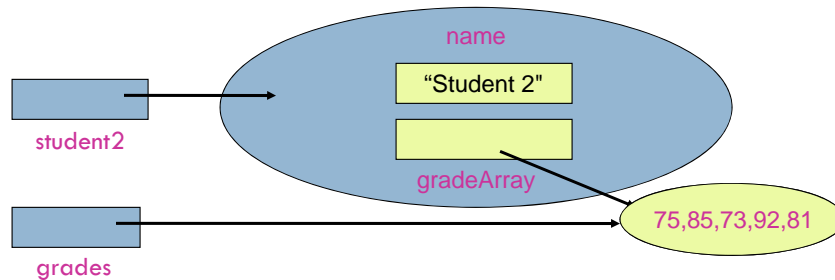 name
“Student 2"
student2
gradeArray
75,85,73,92,81
grades